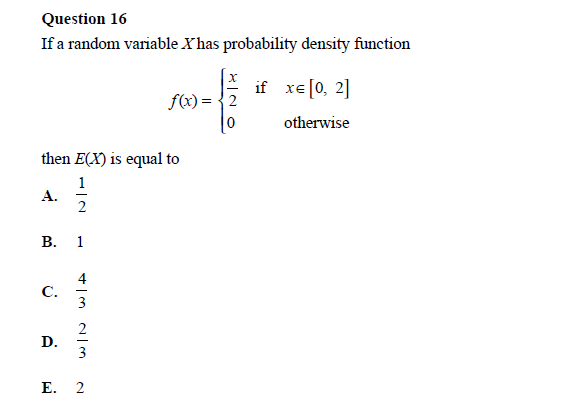 Question 16
If a random variable X has probability density function
f(x) = { x/2 if x∈[0, 2]
0 otherwise
then E(X) is equal to
A. 1/2
B. 1
C. 4/3
D. 2/3
E. 2